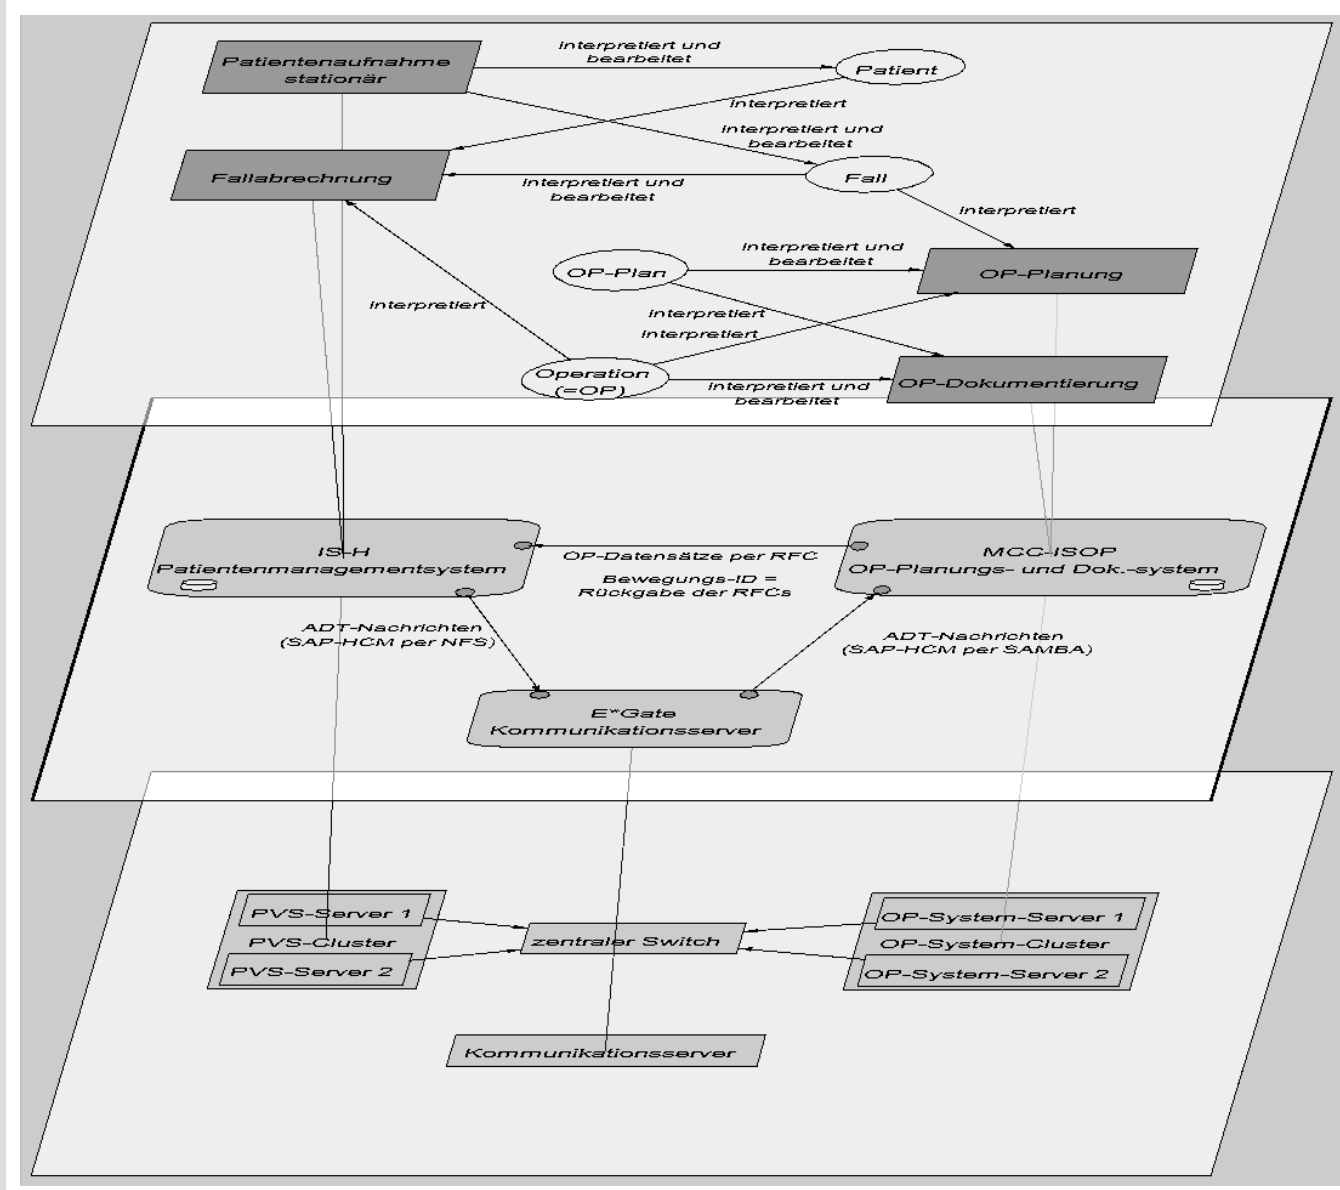 interpretiert und
bearbeitet
Patientenaufnahme
stationär
Patient
interpretiert
interpretiert und
bearbeitet
Fallabrechnung
interpretiert und
bearbeitet
Fall
interpretiert
interpretiert und
bearbeitet
OP-Plan
OP-Planung
interpretiert
interpretiert
interpretiert
Operation
(=OP)
interpretiert und
bearbeitet
OP-Dokumentierung
IS-H
Patientenmanagementsystem
OP-Datensätze per RFC
Bewegungs-ID =
Rückgabe der RFCs
MCC-ISOP
OP-Planungs- und Dok.-system
ADT-Nachrichten
(SAP-HCM per NFS)
ADT-Nachrichten
(SAP-HCM per SAMBA)
E*Gate
Kommunikationsserver
PVS-Server 1
PVS-Cluster
PVS-Server 2
zentraler Switch
OP-System-Server 1
OP-System-Cluster
OP-System-Server 2
Kommunikationsserver